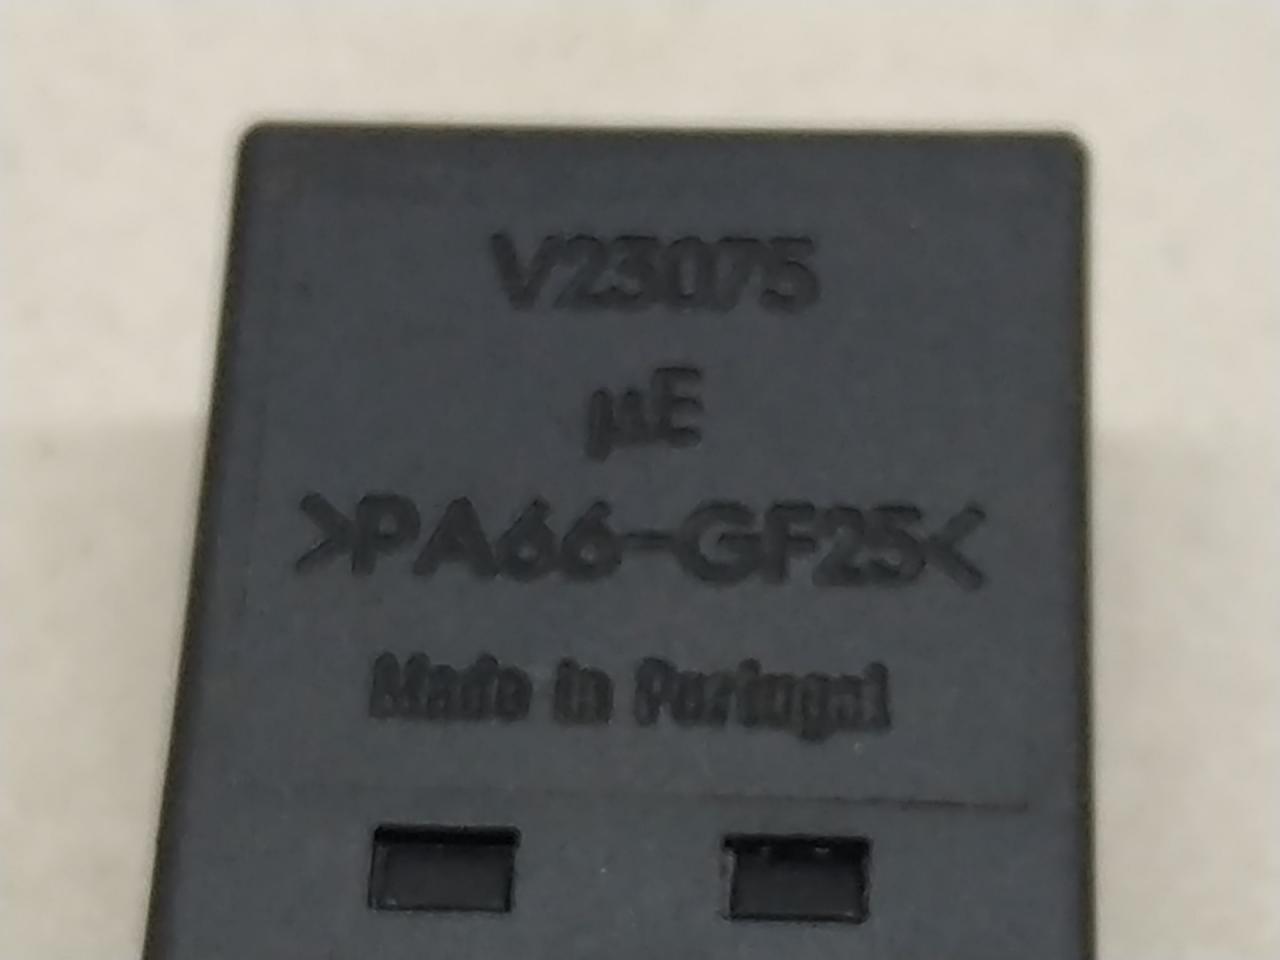 V23075
µE
>PA66-GF25<
Made in Portugal